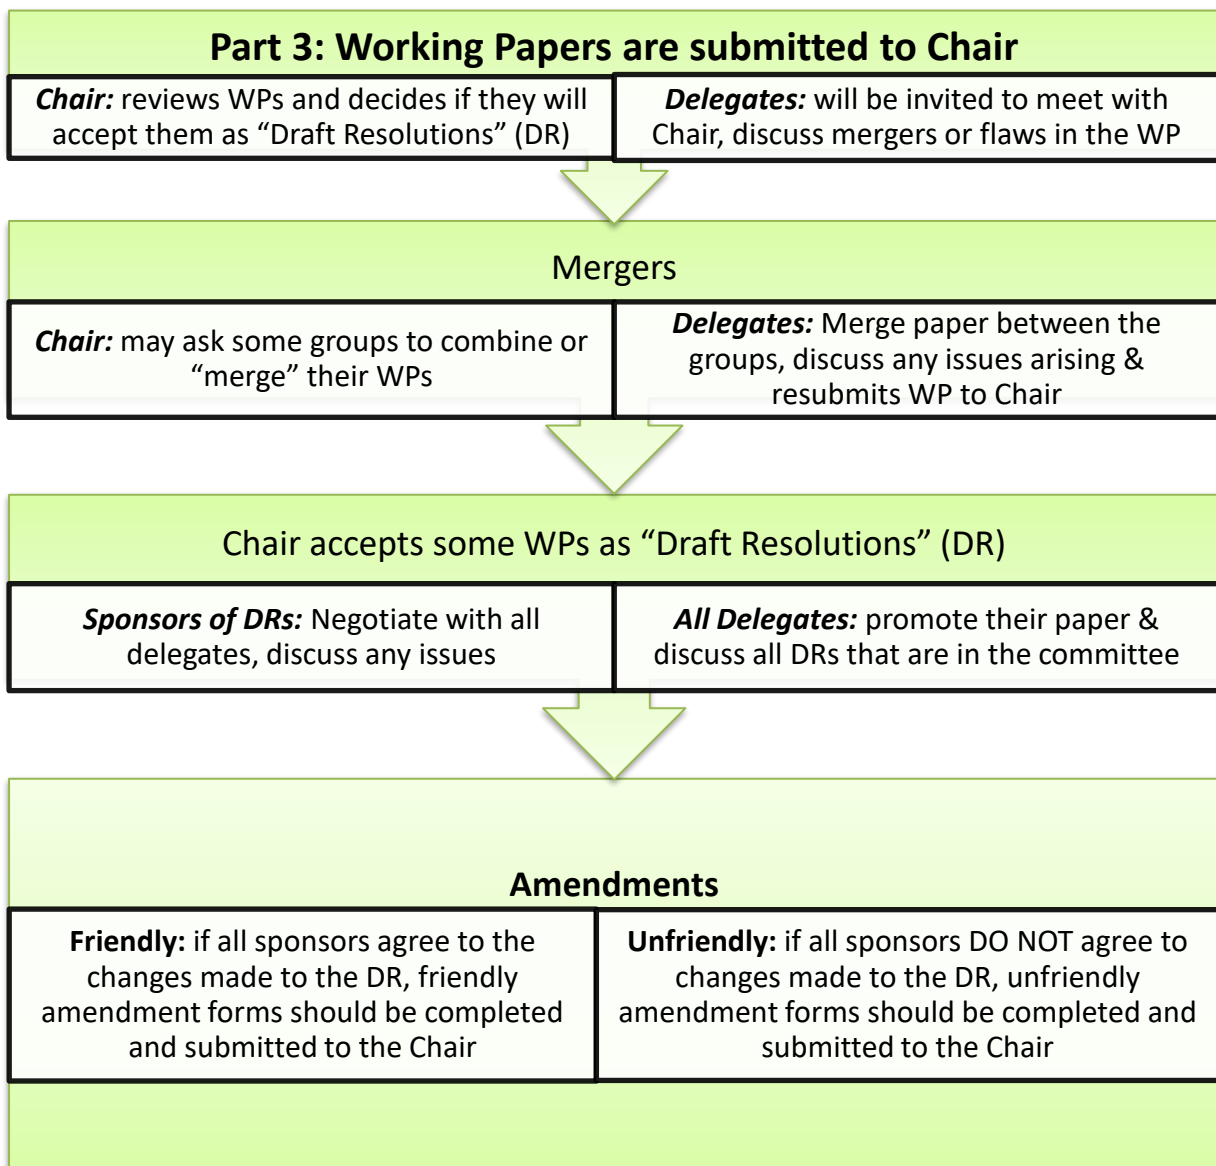 Part 3: Working Papers are submitted to Chair
Chair: reviews WPs and decides if they will
accept them as “Draft Resolutions” (DR)
Delegates: will be invited to meet with
Chair, discuss mergers or flaws in the WP
Mergers
Chair: may ask some groups to combine or
“merge” their WPs
Delegates: Merge paper between the
groups, discuss any issues arising &
resubmits WP to Chair
Chair accepts some WPs as “Draft Resolutions” (DR)
Sponsors of DRs: Negotiate with all
delegates, discuss any issues
All Delegates: promote their paper &
discuss all DRs that are in the committee
Amendments
Friendly: if all sponsors agree to the
changes made to the DR, friendly
amendment forms should be completed
and submitted to the Chair
Unfriendly: if all sponsors DO NOT agree to
changes made to the DR, unfriendly
amendment forms should be completed and
submitted to the Chair